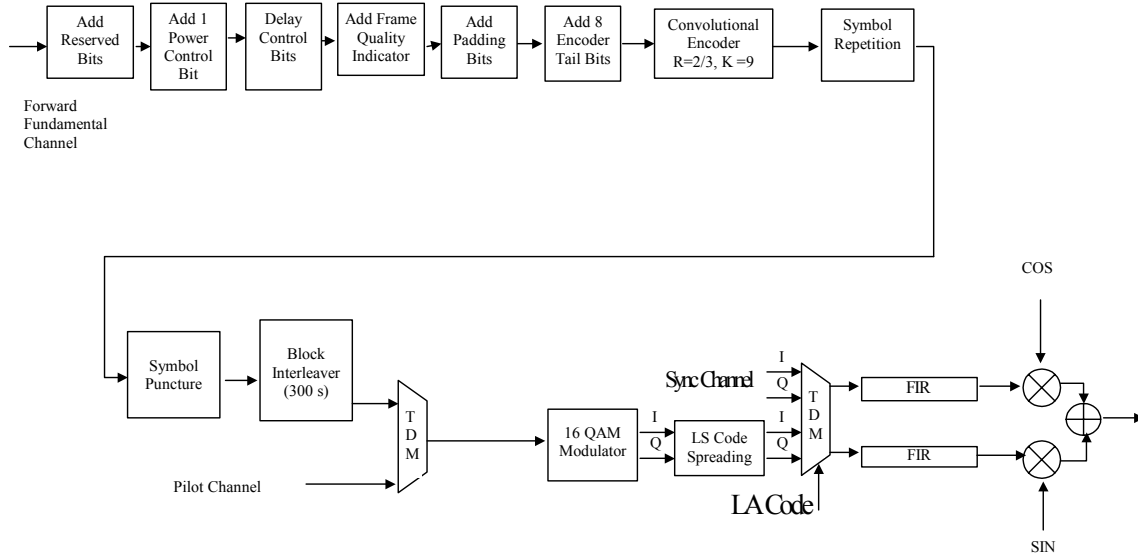 Add
Reserved
Bits
Add 1
Power
Control
Bit
Delay
Control
Bits
Add Frame
Quality
Indicator
Add
Padding
Bits
Add 8
Encoder
Tail Bits
Convolutional
Encoder
R=2/3, K =9
Symbol
Repetition
Forward
Fundamental
Channel
COS
Symbol
Puncture
Block
Interleaver
(300 s)
T
D
M
Pilot Channel
16 QAM
Modulator
I
Q
LS Code
Spreading
Sync Channel
I
Q
I
Q
T
D
M
LA Code
FIR
FIR
SIN